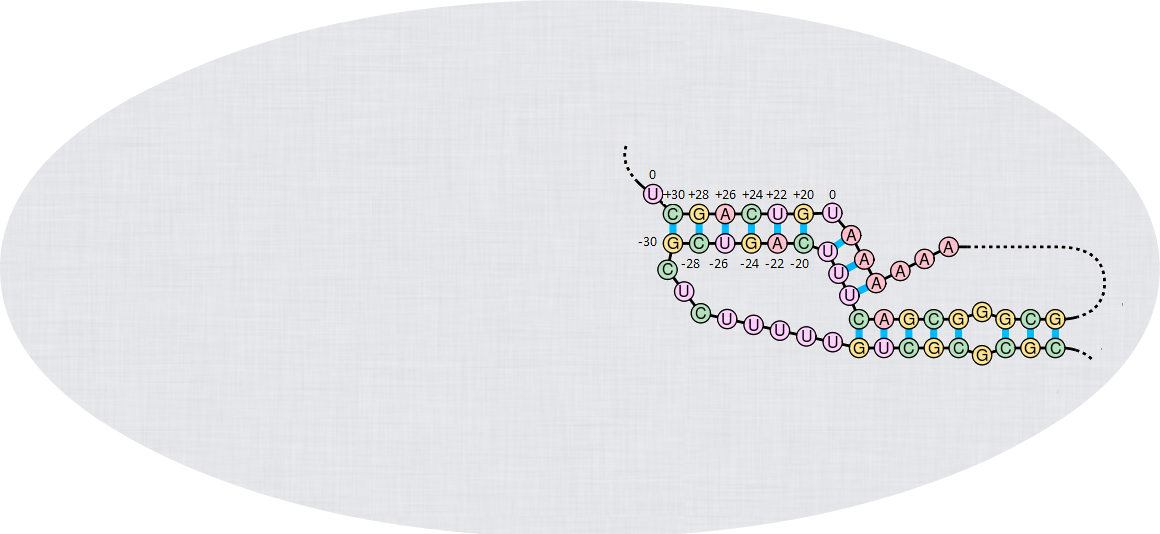 0
U
+30 +28 +26 +24 +22 +20 0
C G A C U G U
A
-30 G C U G A C U
A A A A A
-28 -26 -24 -22 -20
C U
U U
C U U U U U
C A G C G G G C G
G U C G C G C G C